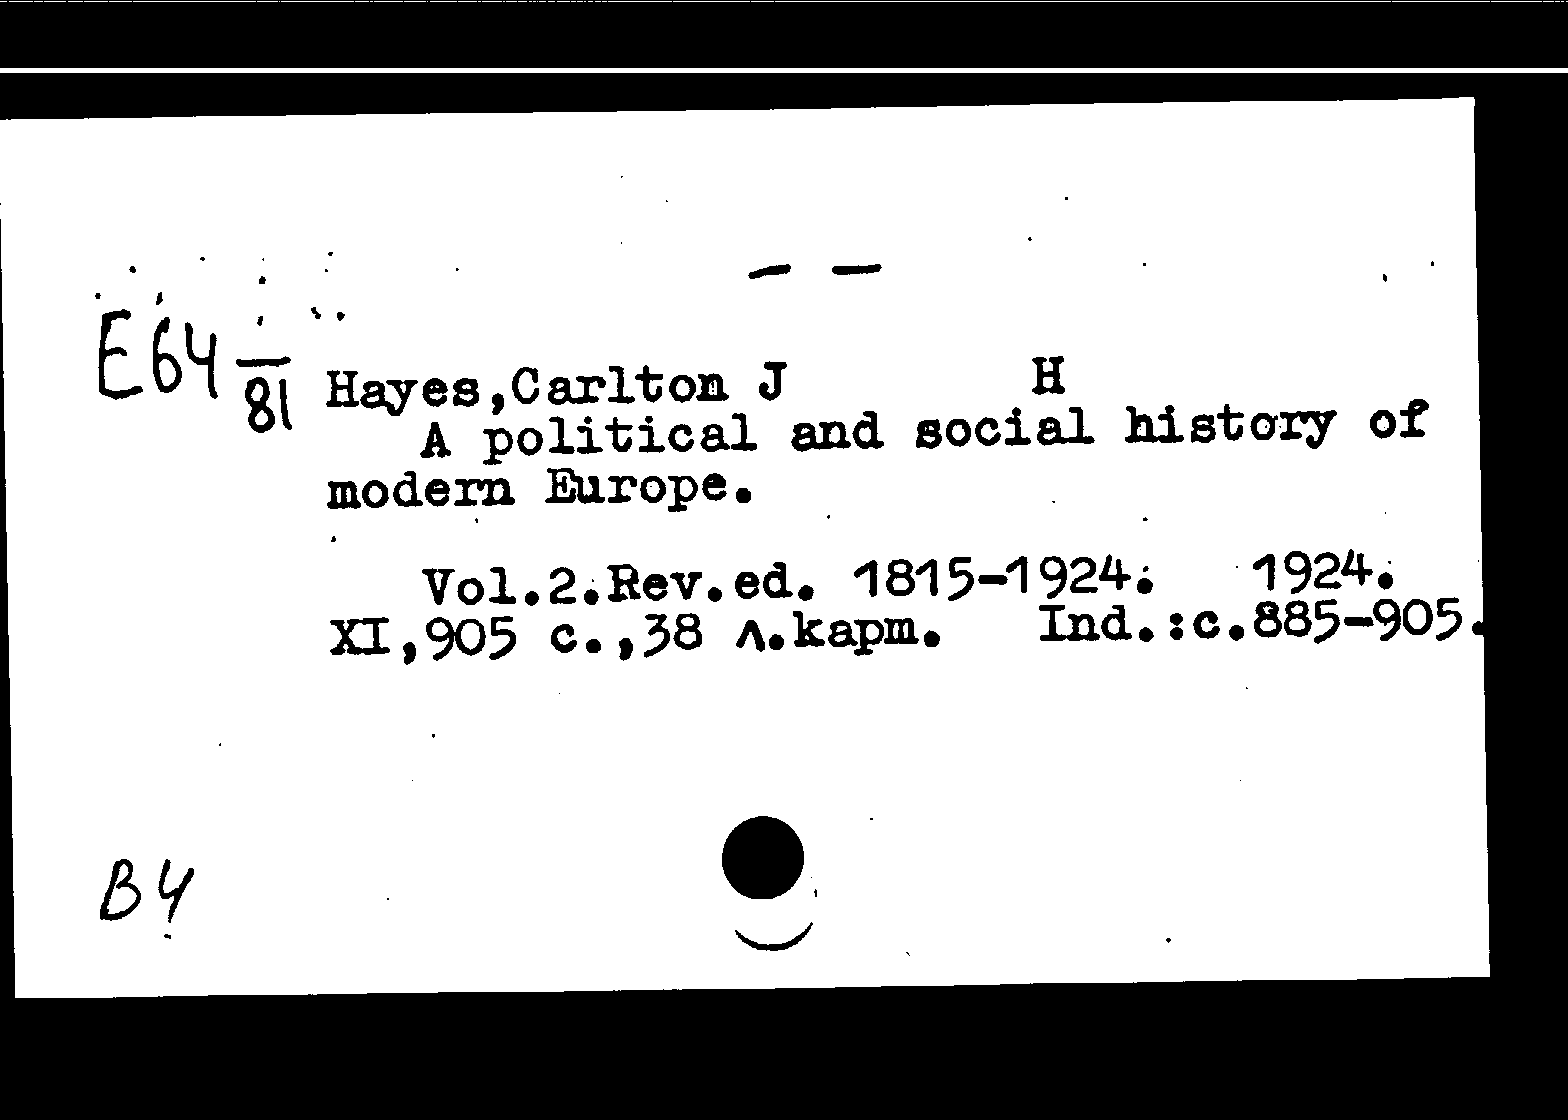 — —
E64
81
Hayes,Carlton J H
A political and social history of
modern Europe.
Vol.2.Rev.ed. 1815-1924. 1924.
XI,905 с.,38 л.карт. Ind.:с.885-905.
В4